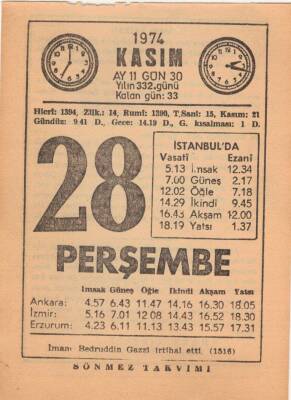 1974
KASIM
AY 11 GÜN 30
Yılın 332.günü
Kalan gün: 33
Hicrî: 1394, Zilk.: 14, Rumî: 1390, T.Sani: 15, Kasım: 21
Gündüz: 9.41 D., Gece: 14.19 D., G. kısalması: 1 D.
28
İSTANBUL'DA
Vasatî Ezanî
5.13 İmsak 12.34
7.00 Güneş 2.17
12.02 Öğle 7.18
14.29 İkindi 9.45
16.43 Akşam 12.00
18.19 Yatsı 1.37
PERŞEMBE
İmsak Güneş Öğle İkindi Akşam Yatsı
Ankara: 4.57 6.43 11.47 14.16 16.30 18.05
İzmir: 5.16 7.01 12.08 14.43 16.52 18.30
Erzurum: 4.23 6.11 11.13 13.43 15.57 17.31
İmam Bedruddin Gazzi irtihal etti. (1516)
SÖNMEZ TAKVİMİ